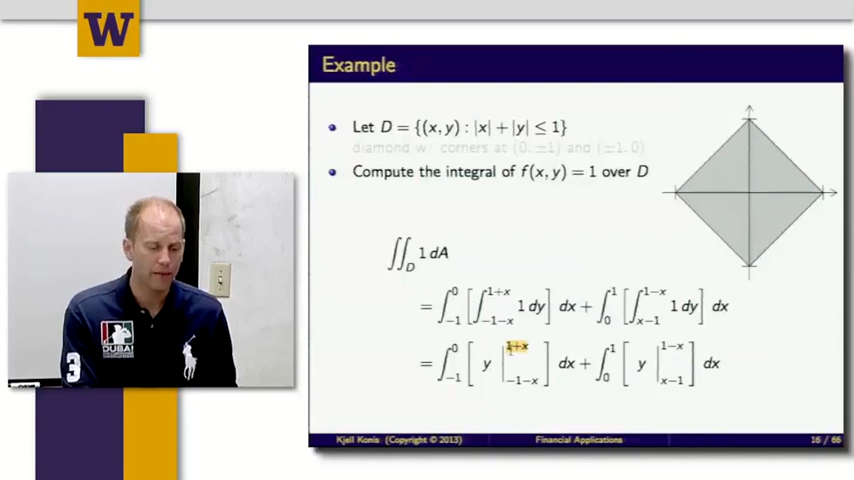 W
Example
Let D = {(x, y) : |x| + |y| ≤ 1}
diamond w/ corners at (0, ±1) and (±1, 0)
Compute the integral of f(x, y) = 1 over D
∬_D 1 dA
= ∫_{-1}^{0} [ ∫_{-1-x}^{1+x} 1 dy ] dx + ∫_{0}^{1} [ ∫_{x-1}^{1-x} 1 dy ] dx
= ∫_{-1}^{0} [ y |_{-1-x}^{1+x} ] dx + ∫_{0}^{1} [ y |_{x-1}^{1-x} ] dx
DUBAI
3
Kjell Konis (Copyright © 2013) Financial Applications 16 / 66